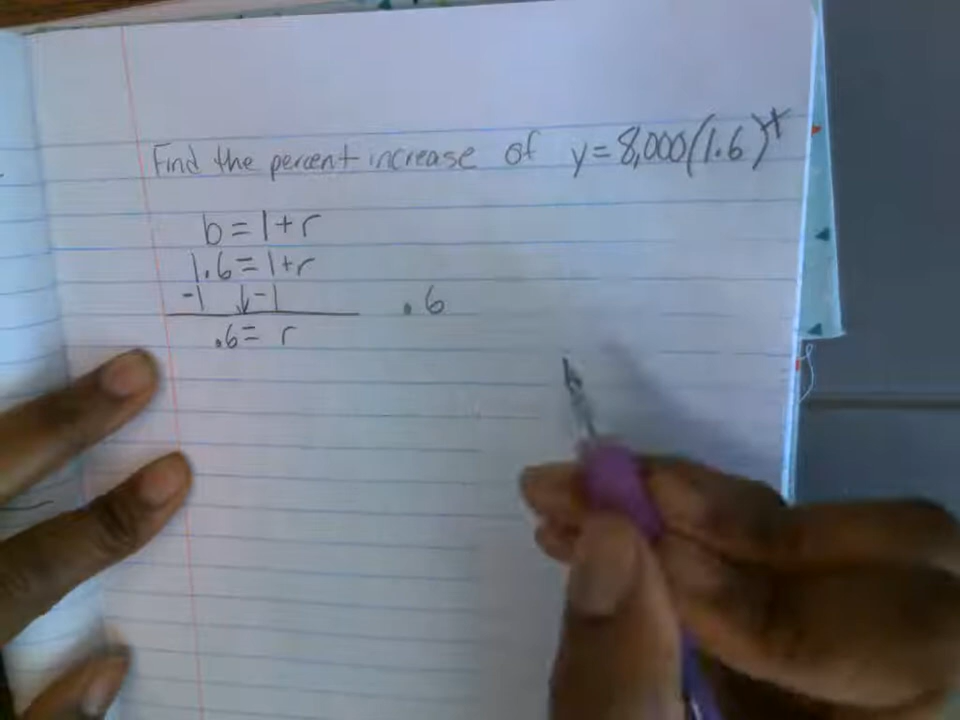 Find the percent increase of y=8,000(1.6)^t
b=1+r
1.6=1+r
-1 ↓-1
.6= r
.6